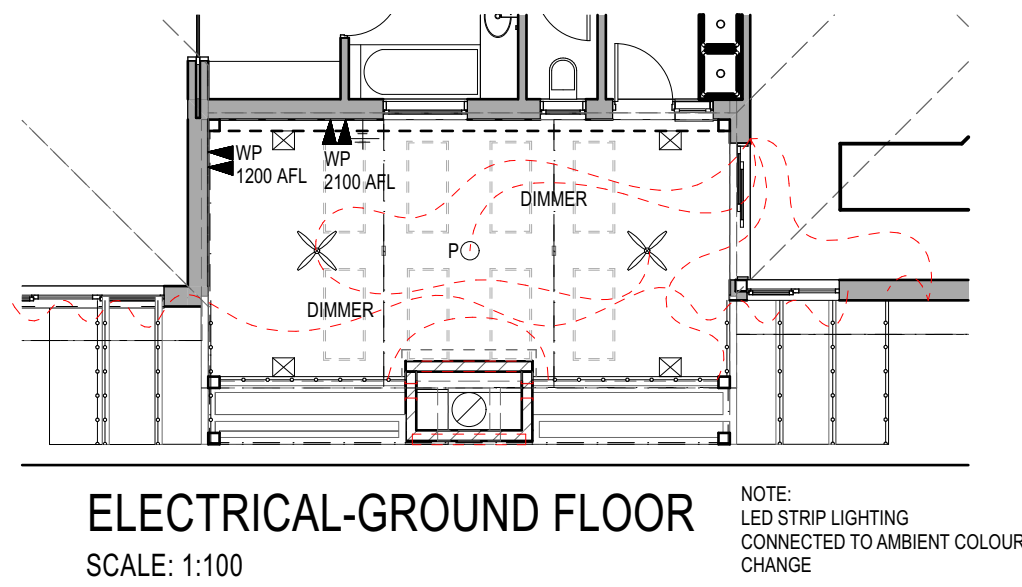 WP
1200 AFL
WP
2100 AFL
DIMMER
P
DIMMER
ELECTRICAL-GROUND FLOOR
SCALE: 1:100
NOTE:
LED STRIP LIGHTING
CONNECTED TO AMBIENT COLOUR
CHANGE